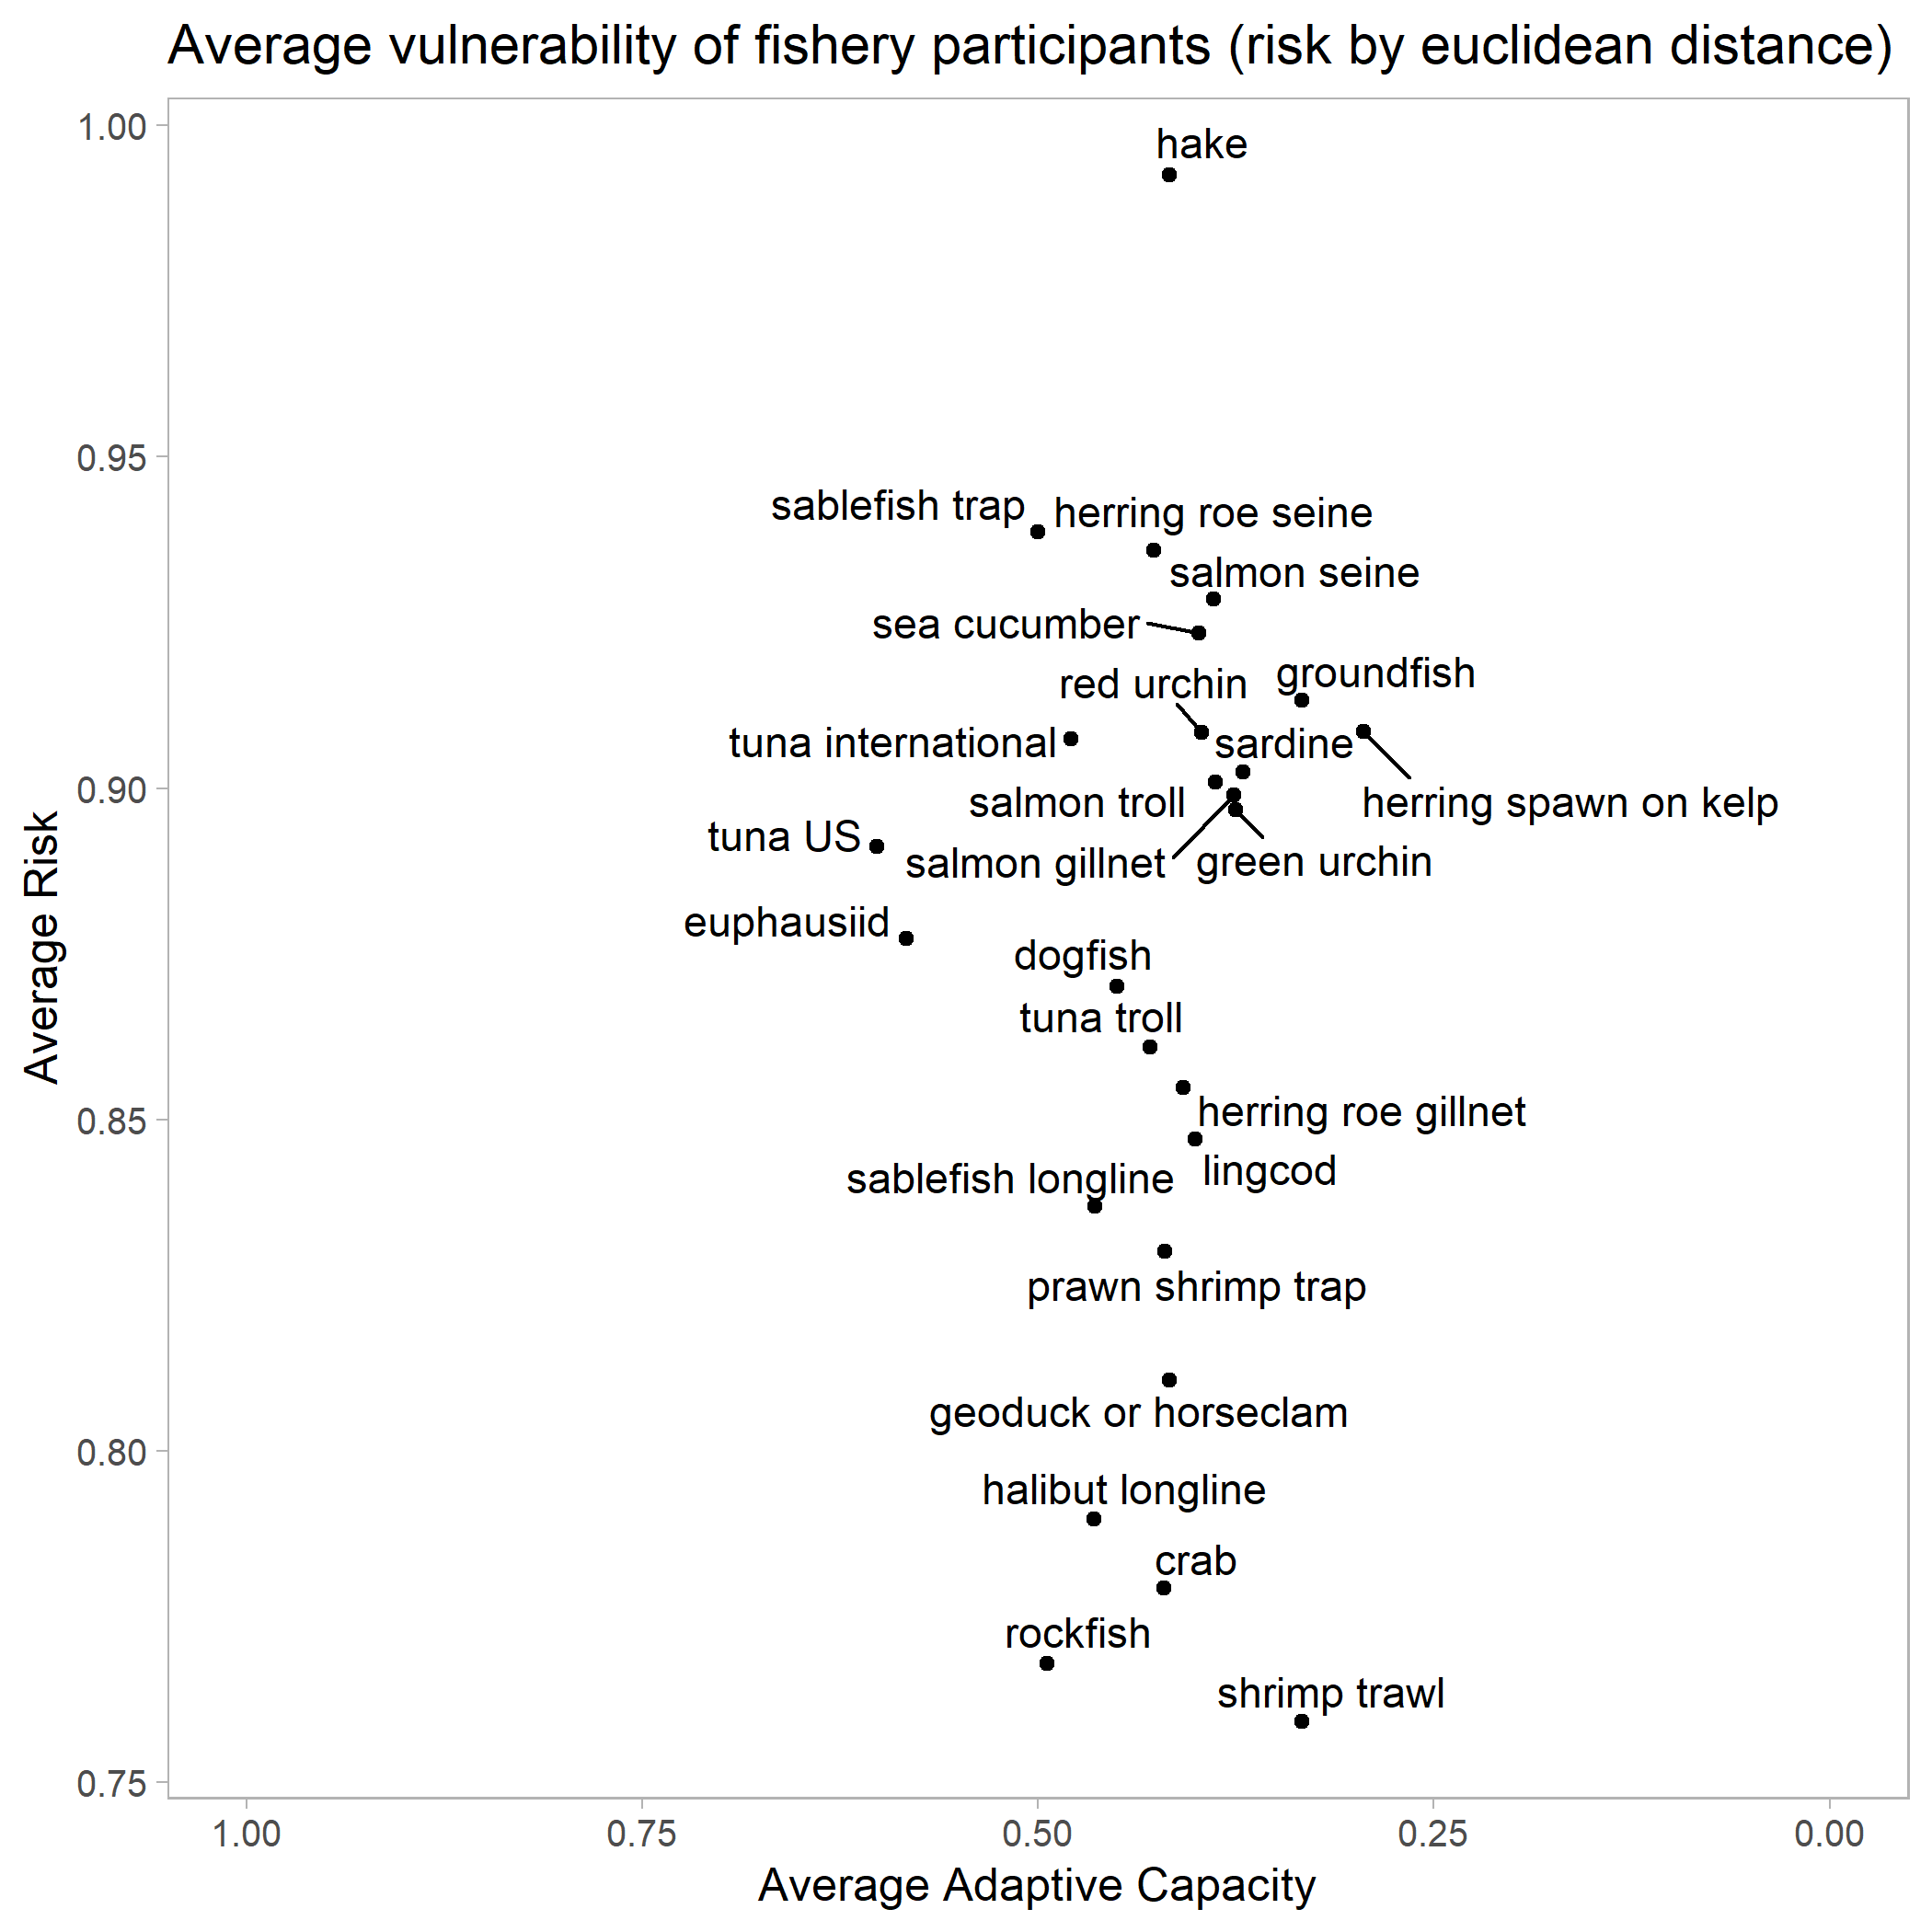 Average vulnerability of fishery participants (risk by euclidean distance)
1.00
hake
0.95
sablefish trap
herring roe seine
salmon seine
sea cucumber
groundfish
red urchin
tuna international
sardine
0.90
salmon troll
herring spawn on kelp
tuna US
salmon gillnet
green urchin
euphausiid
Average Risk
dogfish
tuna troll
0.85
herring roe gillnet
lingcod
sablefish longline
prawn shrimp trap
geoduck or horseclam
0.80
halibut longline
crab
rockfish
shrimp trawl
0.75
1.00 0.75 0.50 0.25 0.00
Average Adaptive Capacity